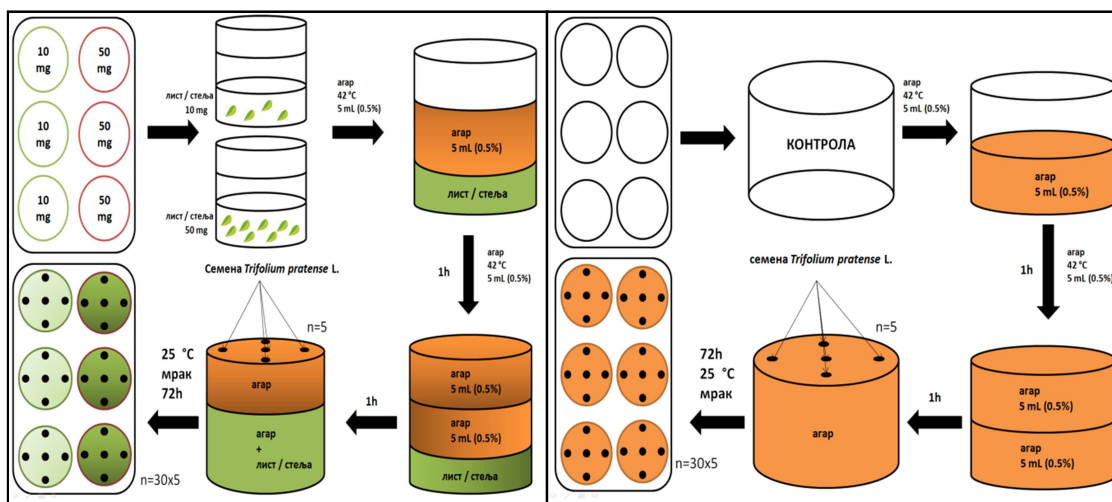 10
mg
50
mg
10
mg
50
mg
10
mg
50
mg
лист / стеља
10 mg
лист / стеља
50 mg
агар
42 °C
5 mL (0.5%)
агар
5 mL (0.5%)
лист / стеља
1h
агар
42 °C
5 mL (0.5%)
агар
5 mL (0.5%)
агар
5 mL (0.5%)
лист / стеља
1h
Семена Trifolium pratense L.
n=5
агар
агар
+
лист / стеља
25 °C
мрак
72h
n=30x5
КОНТРОЛА
агар
42 °C
5 mL (0.5%)
агар
5 mL (0.5%)
1h
агар
42 °C
5 mL (0.5%)
агар
5 mL (0.5%)
агар
5 mL (0.5%)
1h
семена Trifolium pratense L.
n=5
агар
72h
25 °C
мрак
n=30x5